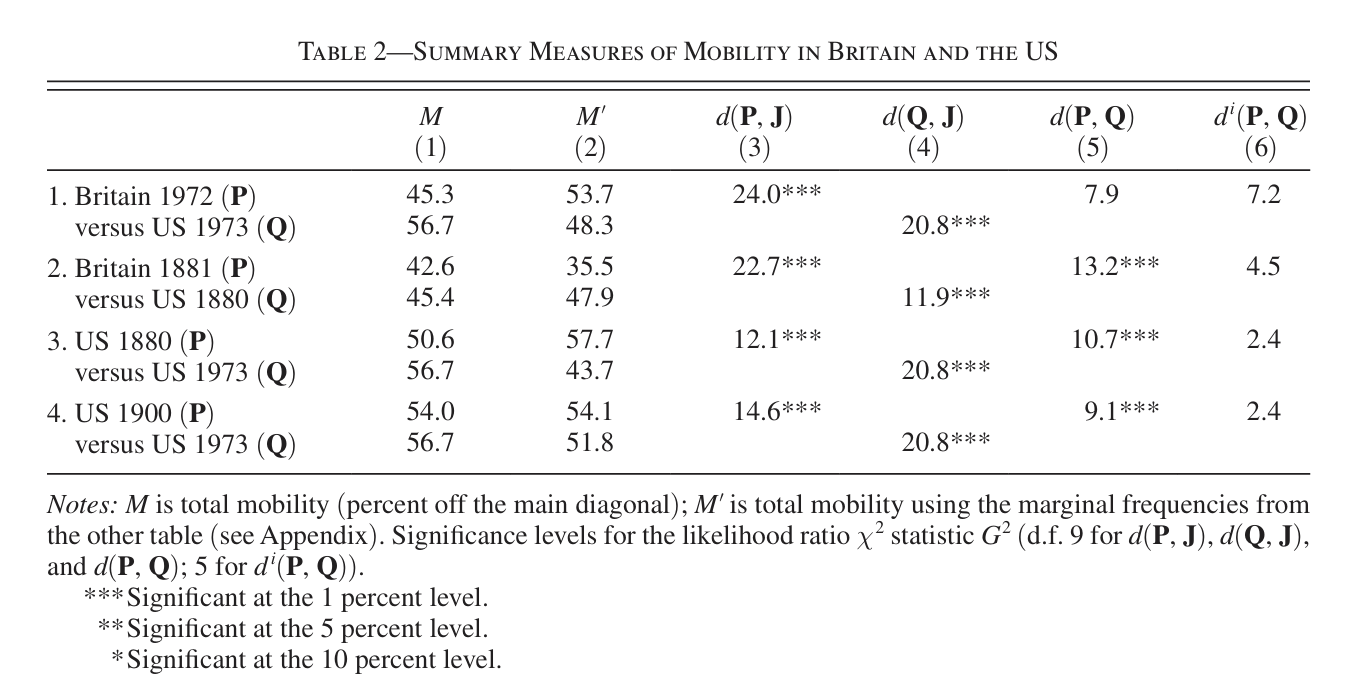 TABLE 2—SUMMARY MEASURES OF MOBILITY IN BRITAIN AND THE US
M M′ d(P, J) d(Q, J) d(P, Q) dⁱ(P, Q)
(1) (2) (3) (4) (5) (6)
1. Britain 1972 (P) 45.3 53.7 24.0*** 7.9 7.2
versus US 1973 (Q) 56.7 48.3 20.8***
2. Britain 1881 (P) 42.6 35.5 22.7*** 13.2*** 4.5
versus US 1880 (Q) 45.4 47.9 11.9***
3. US 1880 (P) 50.6 57.7 12.1*** 10.7*** 2.4
versus US 1973 (Q) 56.7 43.7 20.8***
4. US 1900 (P) 54.0 54.1 14.6*** 9.1*** 2.4
versus US 1973 (Q) 56.7 51.8 20.8***
Notes: M is total mobility (percent off the main diagonal); M′ is total mobility using the marginal frequencies from
the other table (see Appendix). Significance levels for the likelihood ratio χ² statistic G² (d.f. 9 for d(P, J), d(Q, J),
and d(P, Q); 5 for dⁱ(P, Q)).
***Significant at the 1 percent level.
**Significant at the 5 percent level.
*Significant at the 10 percent level.